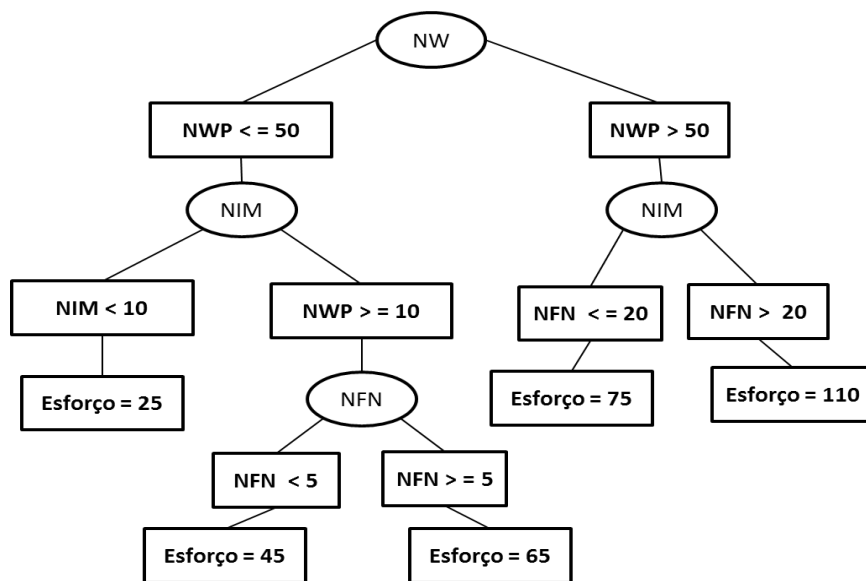 NW
NWP < = 50
NWP > 50
NIM
NIM
NIM < 10
NWP > = 10
NFN < = 20
NFN > 20
Esforço = 25
NFN
Esforço = 75
Esforço = 110
NFN < 5
NFN > = 5
Esforço = 45
Esforço = 65